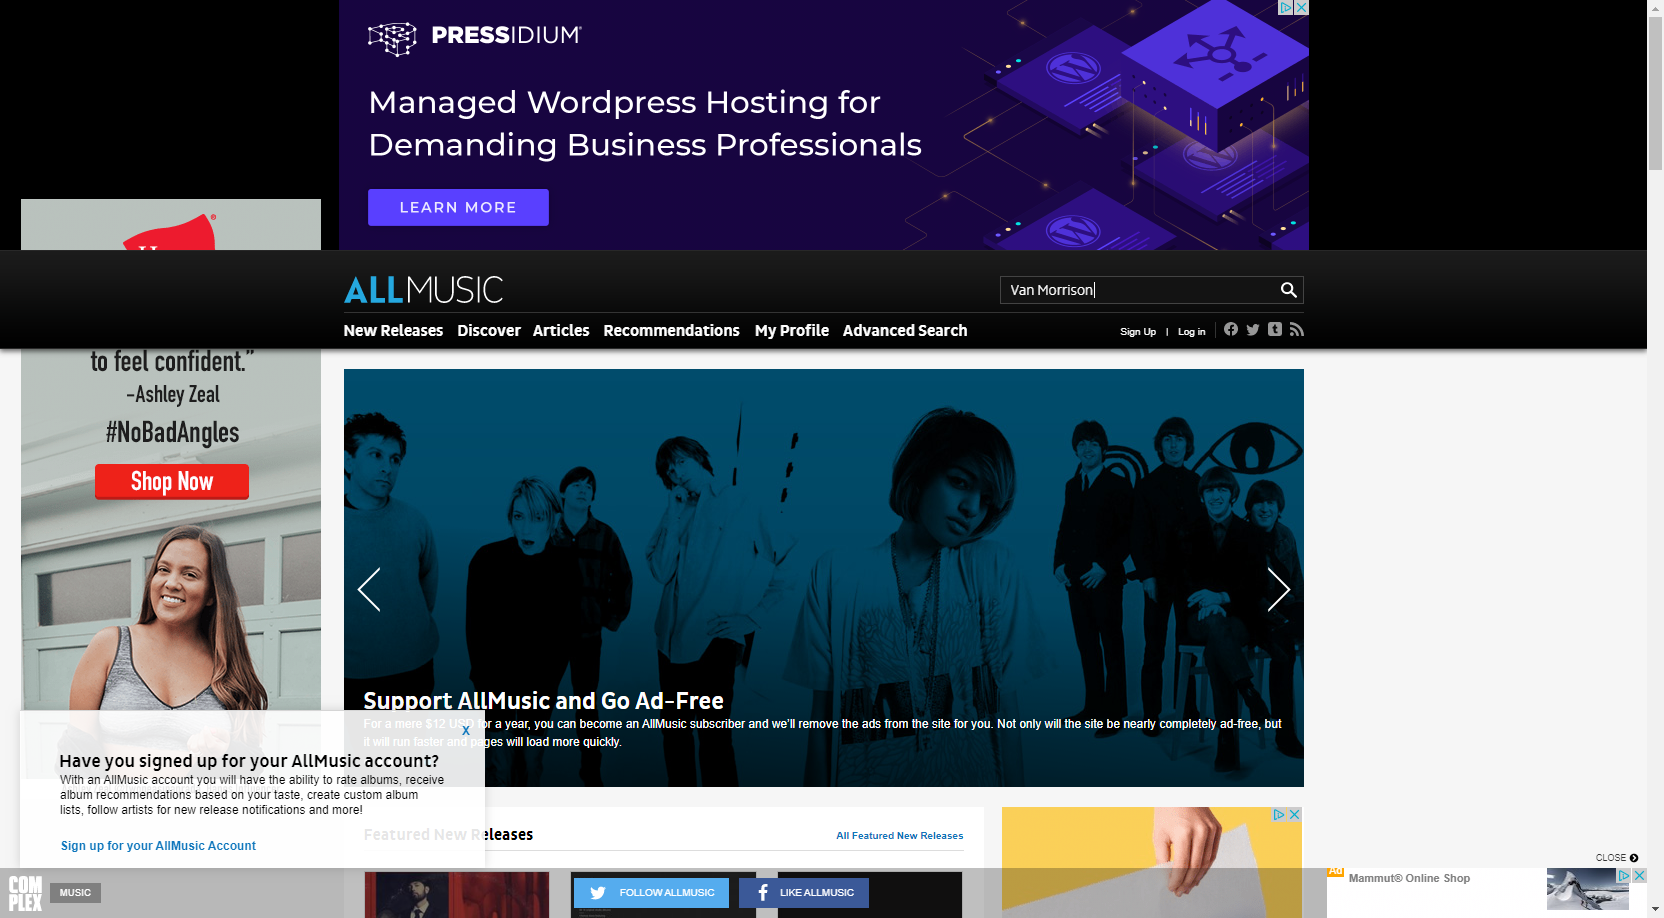 PRESSIDIUM
Managed Wordpress Hosting for
Demanding Business Professionals
LEARN MORE
ALLMUSIC
Van Morrison
New Releases Discover Articles Recommendations My Profile Advanced Search
Sign Up | Log in
to feel confident.”
-Ashley Zeal
#NoBadAngles
Shop Now
Support AllMusic and Go Ad-Free
For a mere $12 USD for a year, you can become an AllMusic subscriber and we'll remove the ads from the site for you. Not only will the site be nearly completely ad-free, but
it will run faster and pages will load more quickly.
X
Have you signed up for your AllMusic account?
With an AllMusic account you will have the ability to rate albums, receive
album recommendations based on your taste, create custom album
lists, follow artists for new release notifications and more!
Sign up for your AllMusic Account
Featured New Releases
All Featured New Releases
CLOSE
COMPLEX
MUSIC
FOLLOW ALLMUSIC
LIKE ALLMUSIC
Ad
Mammut® Online Shop